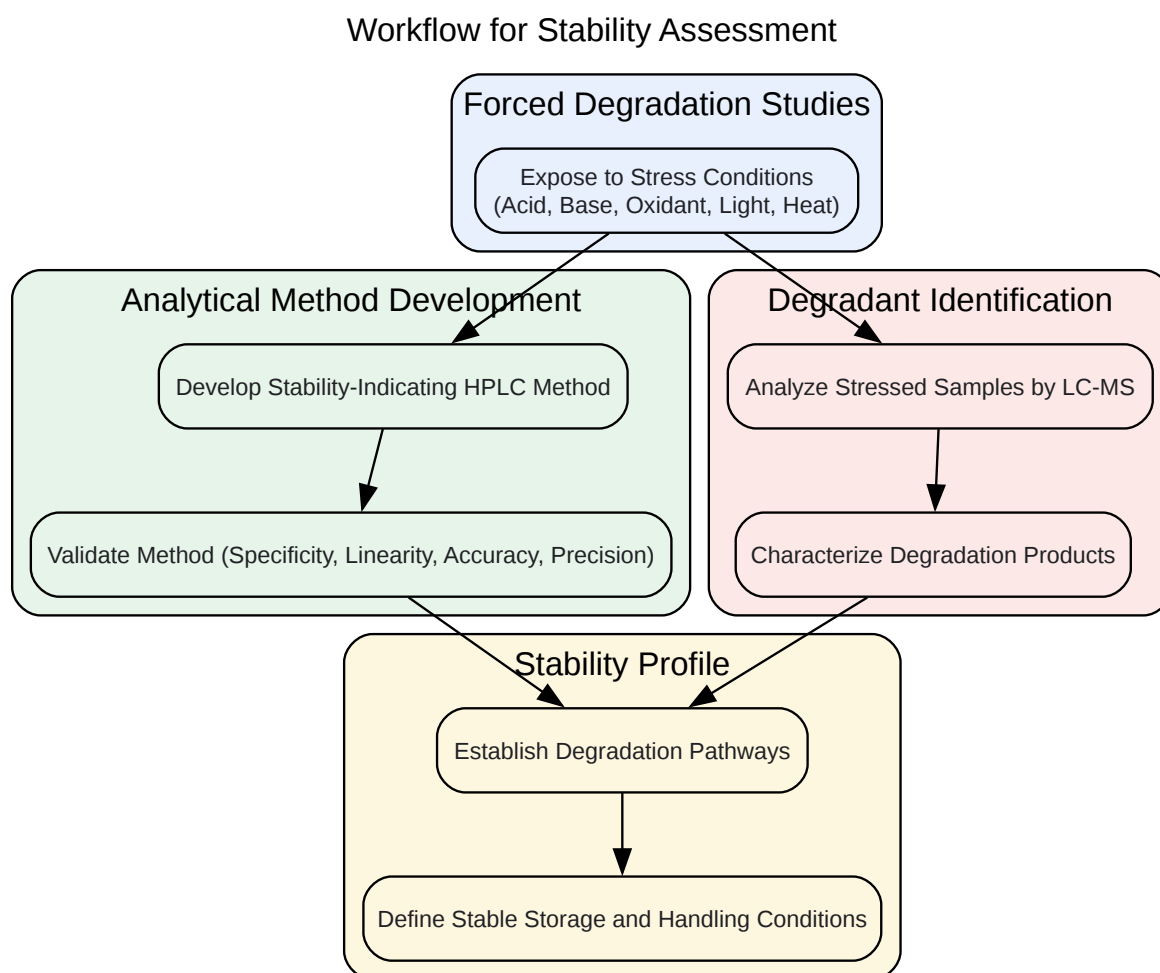 Workflow for Stability Assessment
Forced Degradation Studies
Expose to Stress Conditions
(Acid, Base, Oxidant, Light, Heat)
Analytical Method Development
Develop Stability-Indicating HPLC Method
Validate Method (Specificity, Linearity, Accuracy, Precision)
Degradant Identification
Analyze Stressed Samples by LC-MS
Characterize Degradation Products
Stability Profile
Establish Degradation Pathways
Define Stable Storage and Handling Conditions